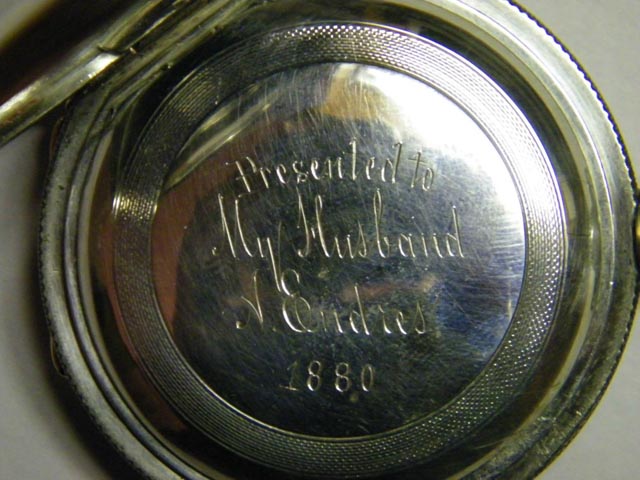 Presented to
My Husband
A. Endres
1880